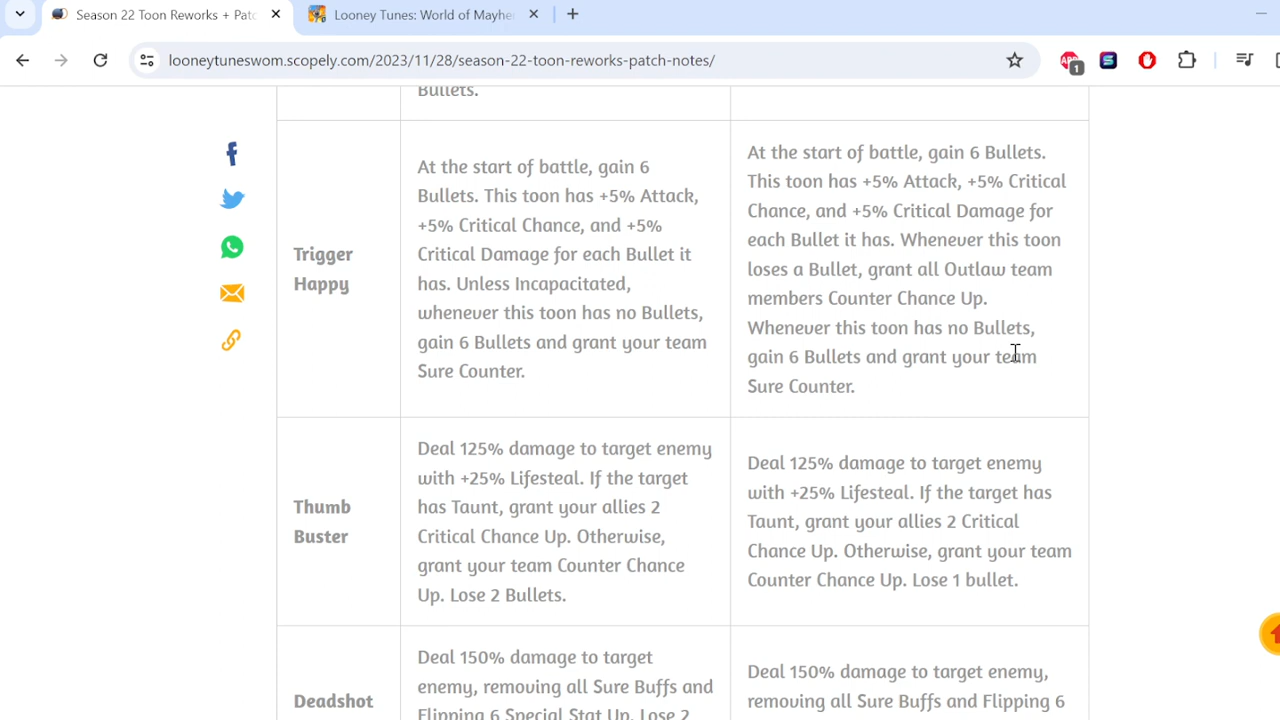 Season 22 Toon Reworks + Patc
Looney Tunes: World of Mayhe
looneytuneswom.scopely.com/2023/11/28/season-22-toon-reworks-patch-notes/
1
Bullets.
Trigger
Happy
At the start of battle, gain 6
Bullets. This toon has +5% Attack,
+5% Critical Chance, and +5%
Critical Damage for each Bullet it
has. Unless Incapacitated,
whenever this toon has no Bullets,
gain 6 Bullets and grant your team
Sure Counter.
At the start of battle, gain 6 Bullets.
This toon has +5% Attack, +5% Critical
Chance, and +5% Critical Damage for
each Bullet it has. Whenever this toon
loses a Bullet, grant all Outlaw team
members Counter Chance Up.
Whenever this toon has no Bullets,
gain 6 Bullets and grant your team
Sure Counter.
Thumb
Buster
Deal 125% damage to target enemy
with +25% Lifesteal. If the target
has Taunt, grant your allies 2
Critical Chance Up. Otherwise,
grant your team Counter Chance
Up. Lose 2 Bullets.
Deal 125% damage to target enemy
with +25% Lifesteal. If the target has
Taunt, grant your allies 2 Critical
Chance Up. Otherwise, grant your team
Counter Chance Up. Lose 1 bullet.
Deadshot
Deal 150% damage to target
enemy, removing all Sure Buffs and
Flipping 6 Special Stat Up. Lose 2
Deal 150% damage to target enemy,
removing all Sure Buffs and Flipping 6